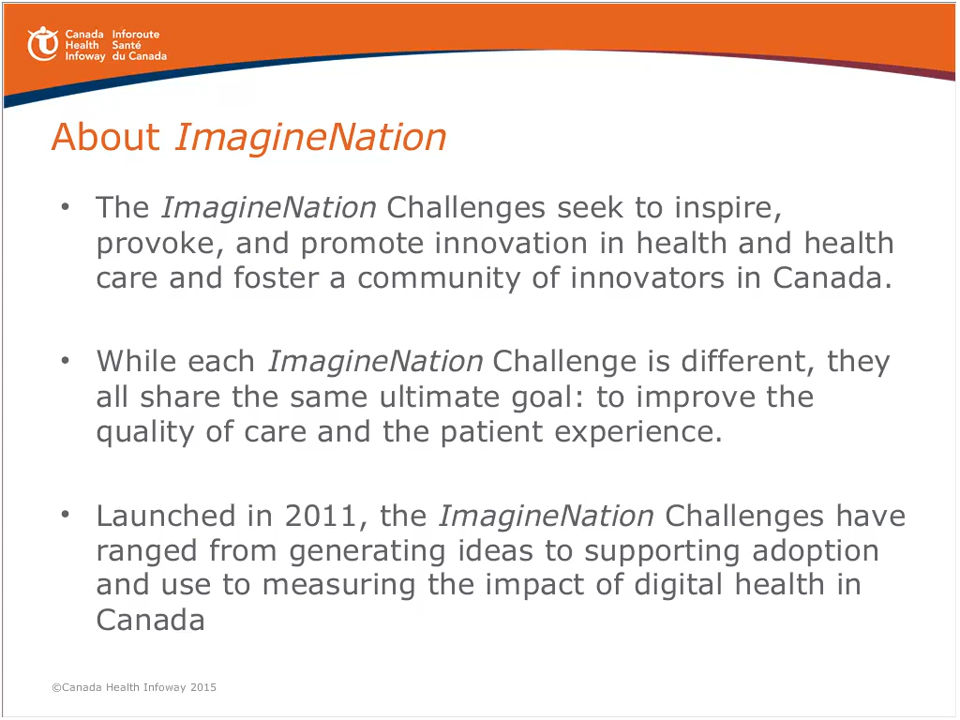 Canada Health Infoway
Inforoute Santé du Canada
About ImagineNation
• The ImagineNation Challenges seek to inspire,
provoke, and promote innovation in health and health
care and foster a community of innovators in Canada.
• While each ImagineNation Challenge is different, they
all share the same ultimate goal: to improve the
quality of care and the patient experience.
• Launched in 2011, the ImagineNation Challenges have
ranged from generating ideas to supporting adoption
and use to measuring the impact of digital health in
Canada
©Canada Health Infoway 2015